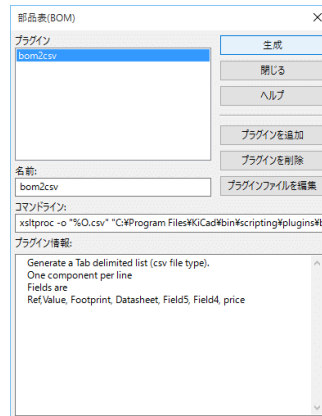 部品表(BOM)
プラグイン
bom2csv
生成
閉じる
ヘルプ
プラグインを追加
プラグインを削除
プラグインファイルを編集
名前:
bom2csv
コマンドライン:
xsltproc -o "%O.csv" "C:¥Program Files¥KiCad¥bin¥scripting¥plugins¥b
プラグイン情報:
Generate a Tab delimited list (csv file type).
One component per line
Fields are
Ref,Value, Footprint, Datasheet, Field5, Field4, price